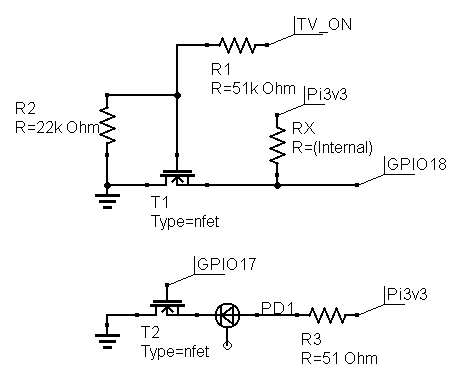 TV_ON
R1
R=51k Ohm
Pi3v3
R2
R=22k Ohm
RX
R=(Internal)
GPIO18
T1
Type=nfet
GPIO17
Pi3v3
PD1
T2
Type=nfet
R3
R=51 Ohm